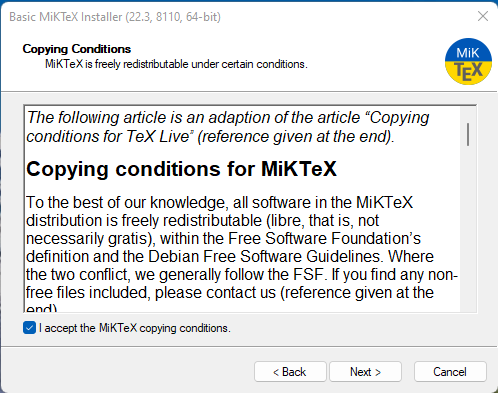 Basic MiKTeX Installer (22.3, 8110, 64-bit)
Copying Conditions
MiKTeX is freely redistributable under certain conditions.
MiK
TEX
The following article is an adaption of the article “Copying
conditions for TeX Live” (reference given at the end).
Copying conditions for MiKTeX
To the best of our knowledge, all software in the MiKTeX
distribution is freely redistributable (libre, that is, not
necessarily gratis), within the Free Software Foundation’s
definition and the Debian Free Software Guidelines. Where
the two conflict, we generally follow the FSF. If you find any non-
free files included, please contact us (reference given at the
end)
I accept the MiKTeX copying conditions.
< Back
Next >
Cancel